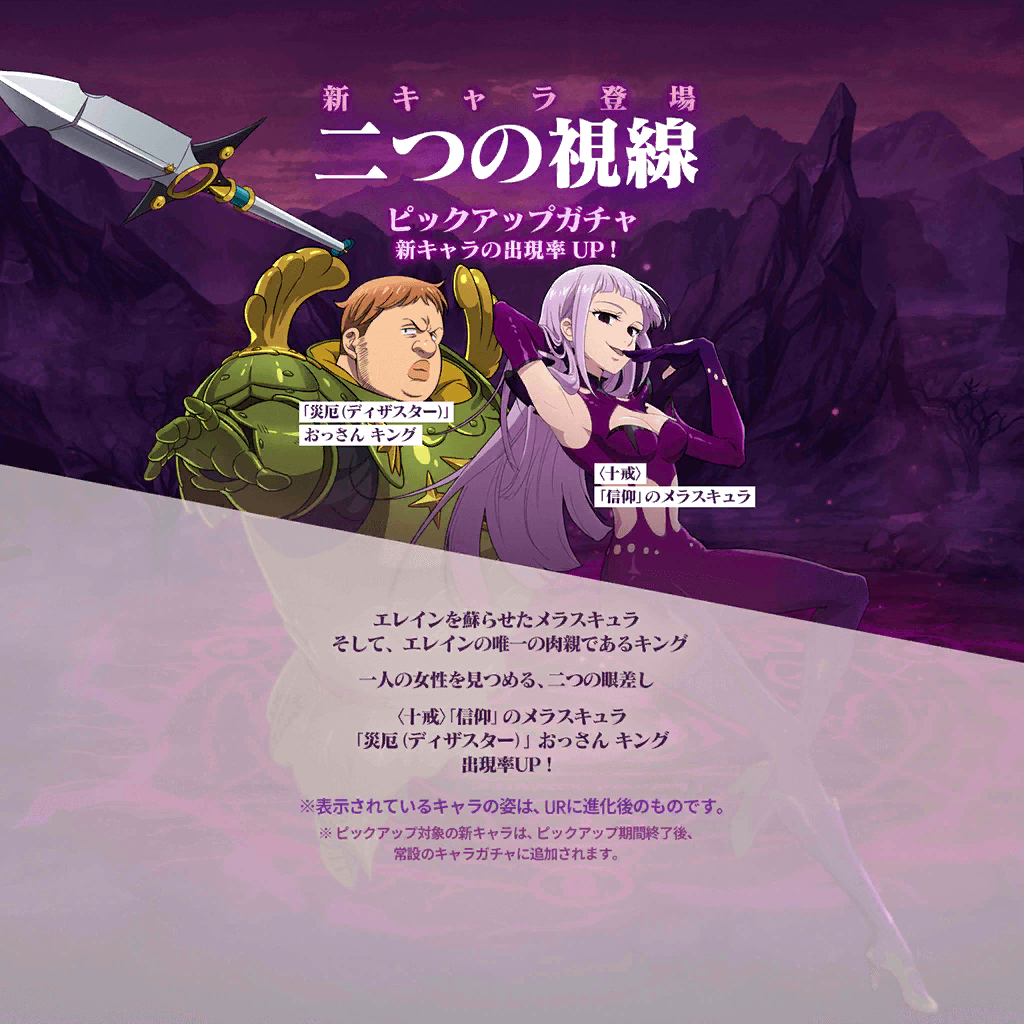 新キャラ登場
二つの視線
ピックアップガチャ
新キャラの出現率 UP！
「災厄(ディザスター)」
おっさん キング
〈十戒〉
「信仰」のメラスキュラ
エレインを蘇らせたメラスキュラ
そして、エレインの唯一の肉親であるキング
一人の女性を見つめる、二つの眼差し
〈十戒〉「信仰」のメラスキュラ
「災厄(ディザスター)」おっさん キング
出現率UP！
※表示されているキャラの姿は、URに進化後のものです。
※ ピックアップ対象の新キャラは、ピックアップ期間終了後、
常設のキャラガチャに追加されます。